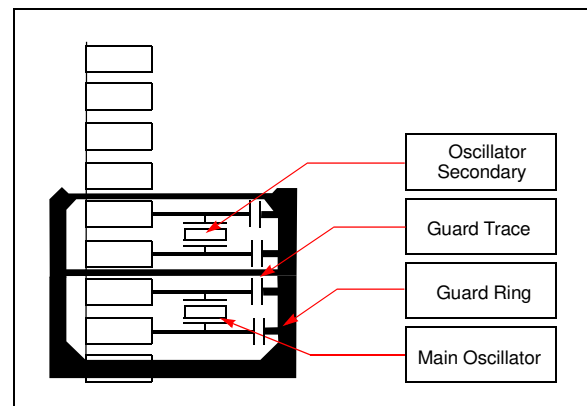 Oscillator
Secondary
Guard Trace
Guard Ring
Main Oscillator